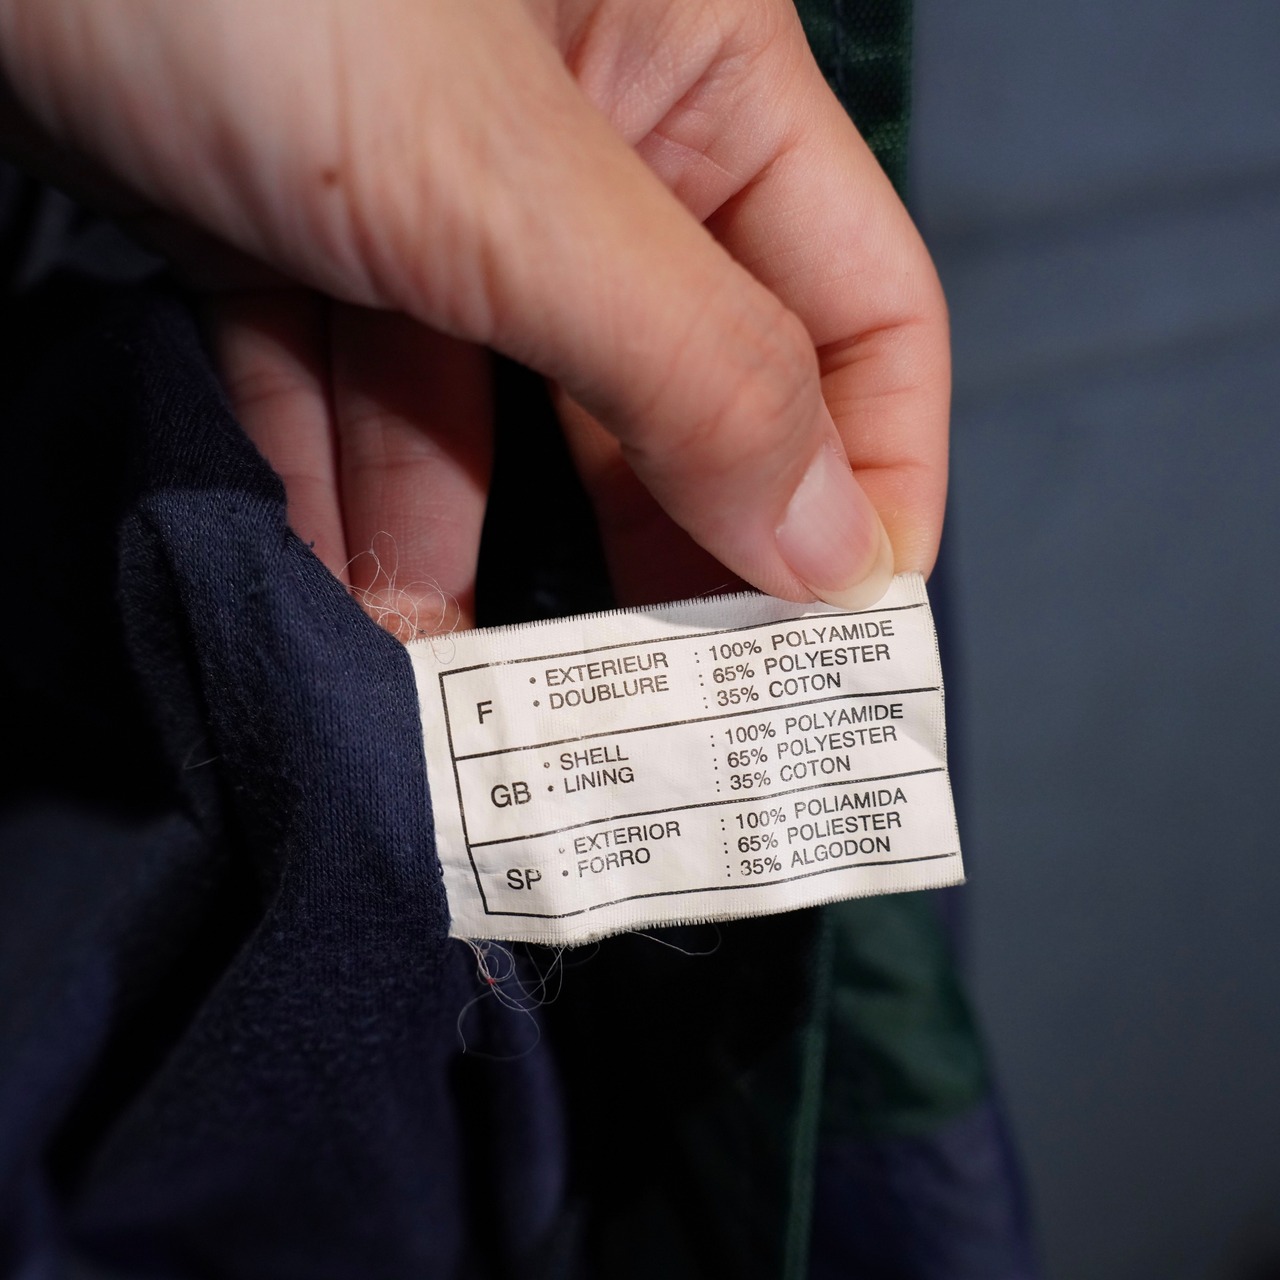 F
• EXTERIEUR : 100% POLYAMIDE
• DOUBLURE : 65% POLYESTER
: 35% COTON
GB
• SHELL : 100% POLYAMIDE
• LINING : 65% POLYESTER
: 35% COTON
SP
• EXTERIOR : 100% POLIAMIDA
• FORRO : 65% POLIESTER
: 35% ALGODON